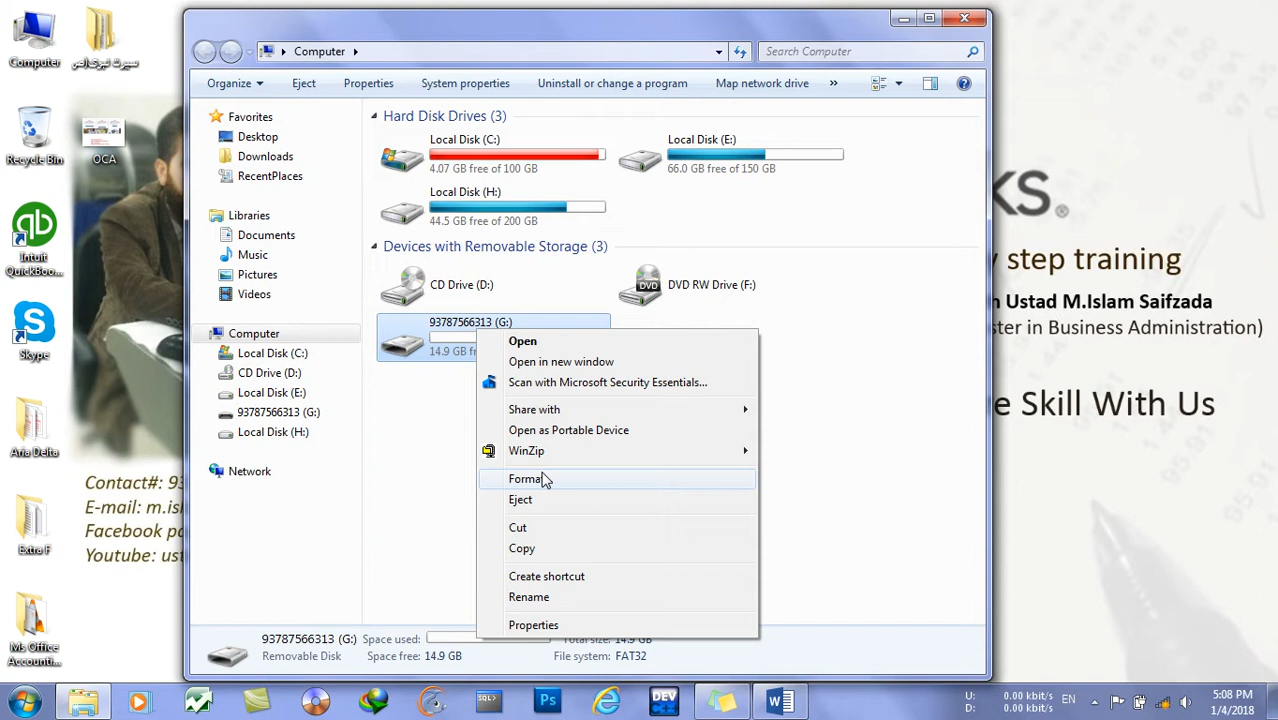 Computer
سيرت نبوي(ص
Recycle Bin
OCA
Intuit
QuickBoo...
Skype
Aria Delta
Extra F
Ms Office
Accounti...
Computer
Search Computer
Organize
Eject
Properties
System properties
Uninstall or change a program
Map network drive
»
Favorites
Desktop
Downloads
RecentPlaces
Libraries
Documents
Music
Pictures
Videos
Computer
Local Disk (C:)
CD Drive (D:)
Local Disk (E:)
93787566313 (G:)
Local Disk (H:)
Network
Hard Disk Drives (3)
Local Disk (C:)
4.07 GB free of 100 GB
Local Disk (E:)
66.0 GB free of 150 GB
Local Disk (H:)
44.5 GB free of 200 GB
Devices with Removable Storage (3)
CD Drive (D:)
DVD
DVD RW Drive (F:)
93787566313 (G:)
14.9 GB f
Open
Open in new window
Scan with Microsoft Security Essentials...
Share with
Open as Portable Device
WinZip
Forma
Eject
Cut
Copy
Create shortcut
Rename
Properties
93787566313 (G:) Space used: Total size: 14.9 GB
Removable Disk Space free: 14.9 GB File system: FAT32
ks®
y step training
Ustad M.Islam Saifzada
ster in Business Administration)
e Skill With Us
Contact#: 93
E-mail: m.is
Facebook pa
Youtube: ust
SQL>
Ps
DEV
W
U: 0.00 kbit/s
D: 0.00 kbit/s
EN
5:08 PM
1/4/2018